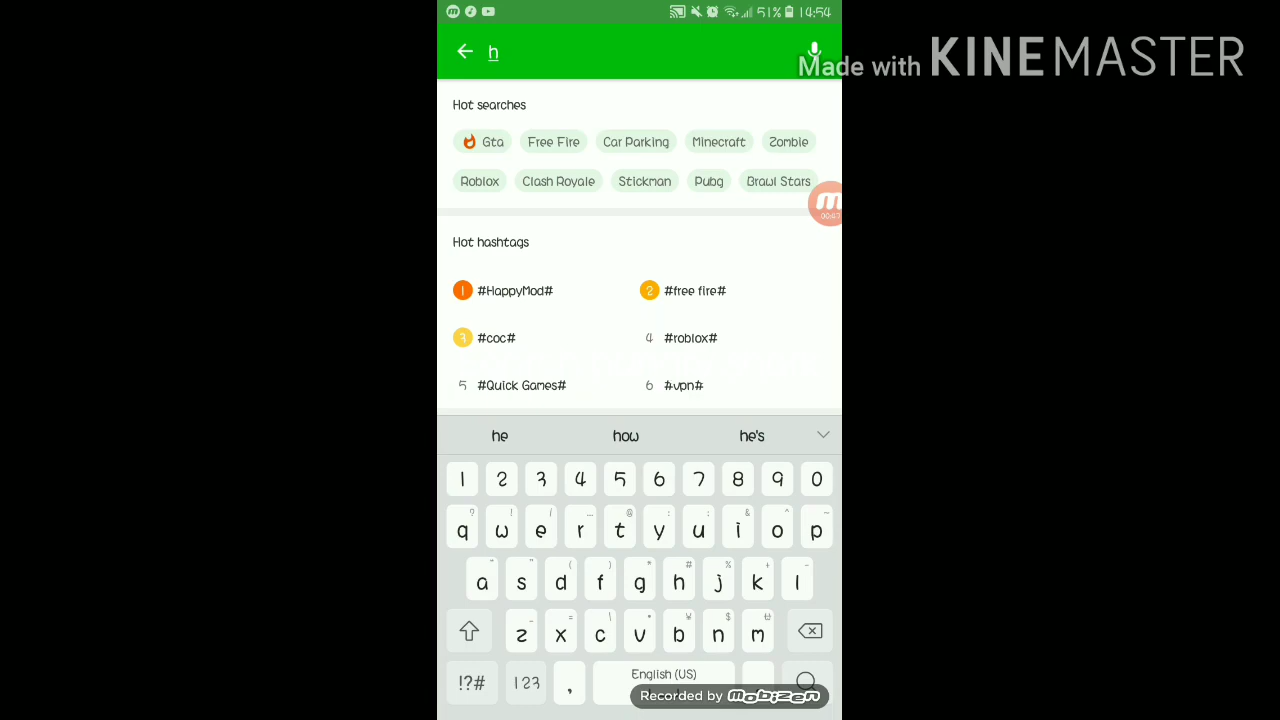 51% 14:54
h
Made with KINEMASTER
Hot searches
Gta Free Fire Car Parking Minecraft Zombie
Roblox Clash Royale Stickman Pubg Brawl Stars
Hot hashtags
1 #HappyMod# 2 #free fire#
3 #coc# 4 #roblox#
5 #Quick Games# 6 #vpn#
he how he's
1 2 3 4 5 6 7 8 9 0
q w e r t y u i o p
a s d f g h j k l
z x c v b n m
!?# 123 , English (US)
Recorded by mobizen